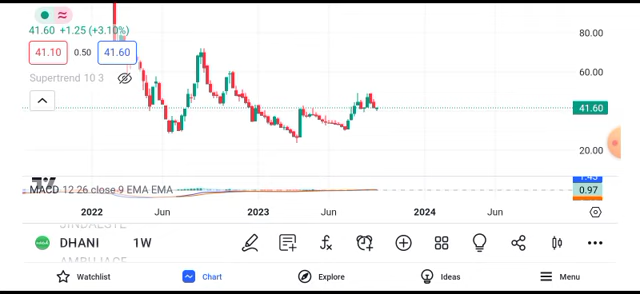 41.60 +1.25 (+3.10%)
41.10 0.50 41.60
Supertrend 10 3
80.00
60.00
41.60
20.00
MACD 12 26 close 9 EMA EMA
1.45
0.97
2022 Jun 2023 Jun 2024 Jun
DHANI 1W
Watchlist Chart Explore Ideas Menu